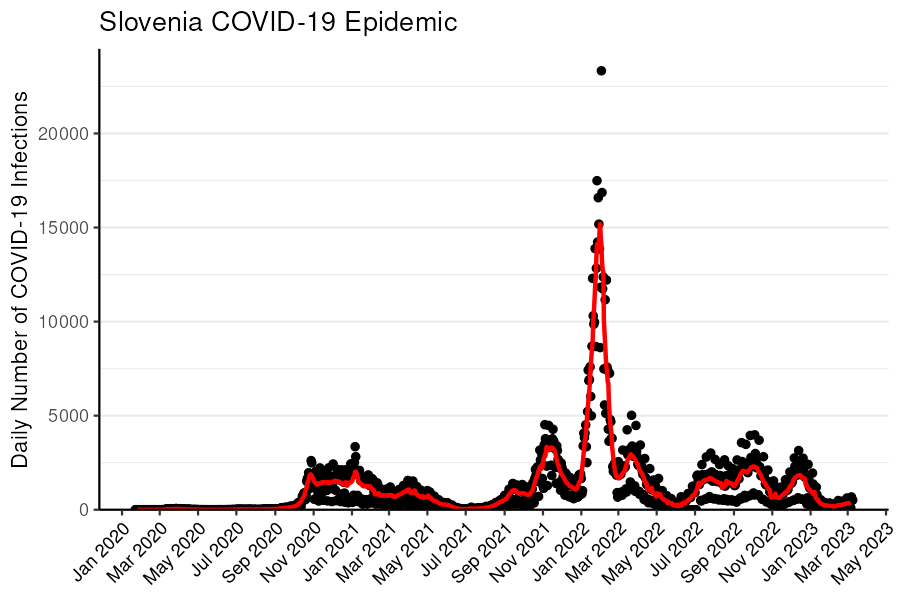 Slovenia COVID-19 Epidemic
Daily Number of COVID-19 Infections
20000
15000
10000
5000
0
Jan 2020
Mar 2020
May 2020
Jul 2020
Sep 2020
Nov 2020
Jan 2021
Mar 2021
May 2021
Jul 2021
Sep 2021
Nov 2021
Jan 2022
Mar 2022
May 2022
Jul 2022
Sep 2022
Nov 2022
Jan 2023
Mar 2023
May 2023